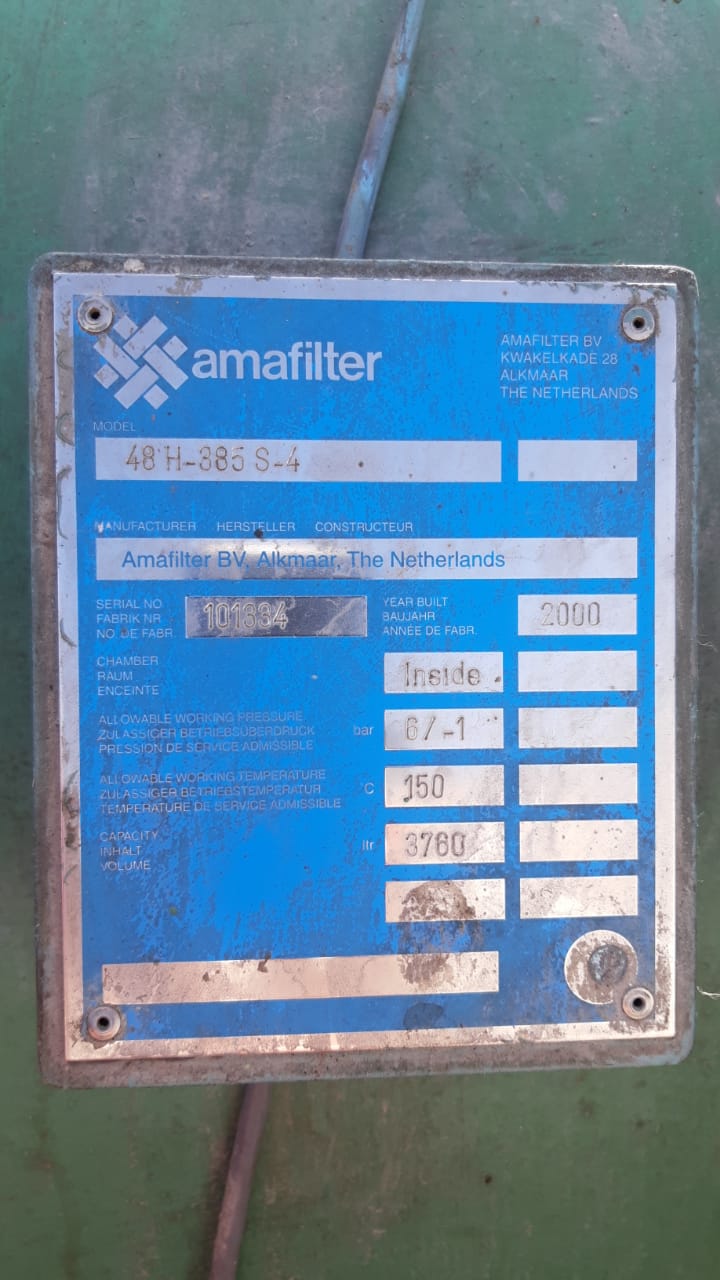 amafilter
AMAFILTER BV
KWAKELKADE 28
ALKMAAR
THE NETHERLANDS
MODEL
48 H-385 S-4
MANUFACTURER HERSTELLER CONSTRUCTEUR
Amafilter BV, Alkmaar, The Netherlands
SERIAL NO
FABRIK NR
NO DE FABR.
101334
YEAR BUILT
BAUJAHR
ANNÉE DE FABR.
2000
CHAMBER
RAUM
ENCEINTE
Inside
ALLOWABLE WORKING PRESSURE
ZULÄSSIGER BETRIEBSÜBERDRUCK
PRESSION DE SERVICE ADMISSIBLE
bar
6/-1
ALLOWABLE WORKING TEMPERATURE
ZULÄSSIGER BETRIEBSTEMPERATUR
TEMPERATURE DE SERVICE ADMISSIBLE
°C
150
CAPACITY
INHALT
VOLUME
ltr
3760